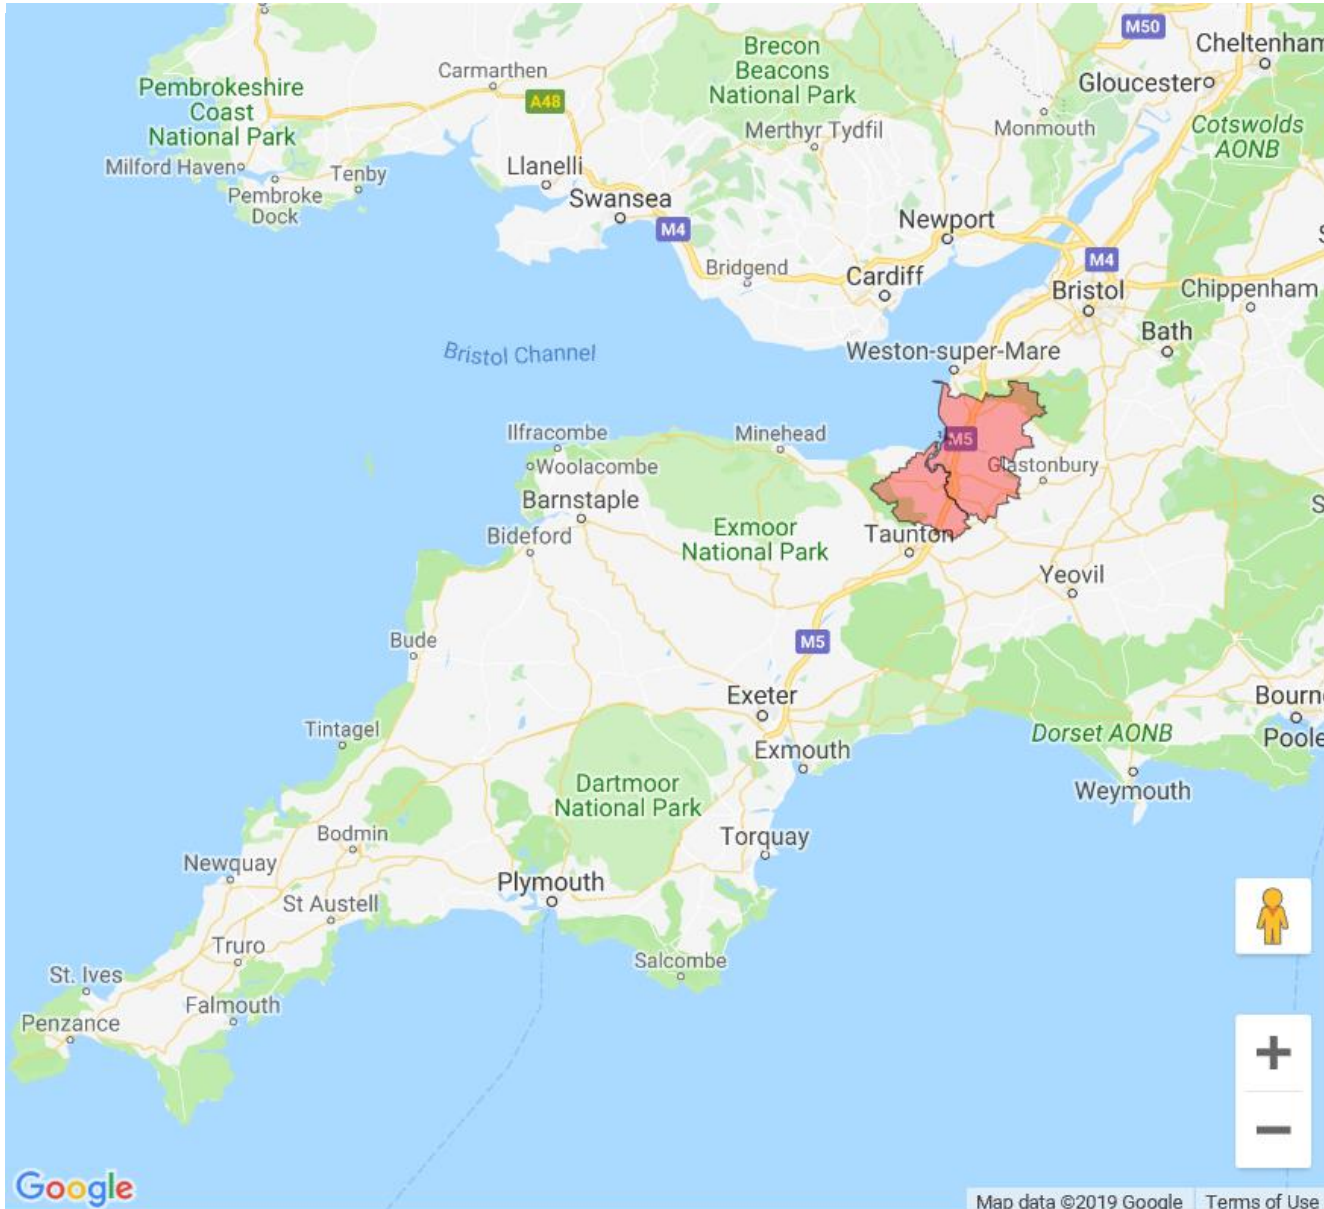 M50
Cheltenham
Brecon
Beacons
National Park
Carmarthen
Gloucester
Pembrokeshire
Coast
National Park
A48
Merthyr Tydfil
Monmouth
Cotswolds
AONB
Milford Haven
Tenby
Llanelli
Pembroke
Dock
Swansea
M4
Newport
Bridgend
Cardiff
M4
Bristol
Chippenham
Bath
Bristol Channel
Weston-super-Mare
Ilfracombe
Minehead
M5
Woolacombe
Glastonbury
Barnstaple
Bideford
Exmoor
National Park
Taunton
Yeovil
Bude
M5
Exeter
Bourn
Tintagel
Dorset AONB
Poole
Exmouth
Dartmoor
National Park
Weymouth
Bodmin
Torquay
Newquay
Plymouth
St Austell
Truro
Salcombe
St. Ives
Falmouth
Penzance
Google
Map data ©2019 Google
Terms of Use